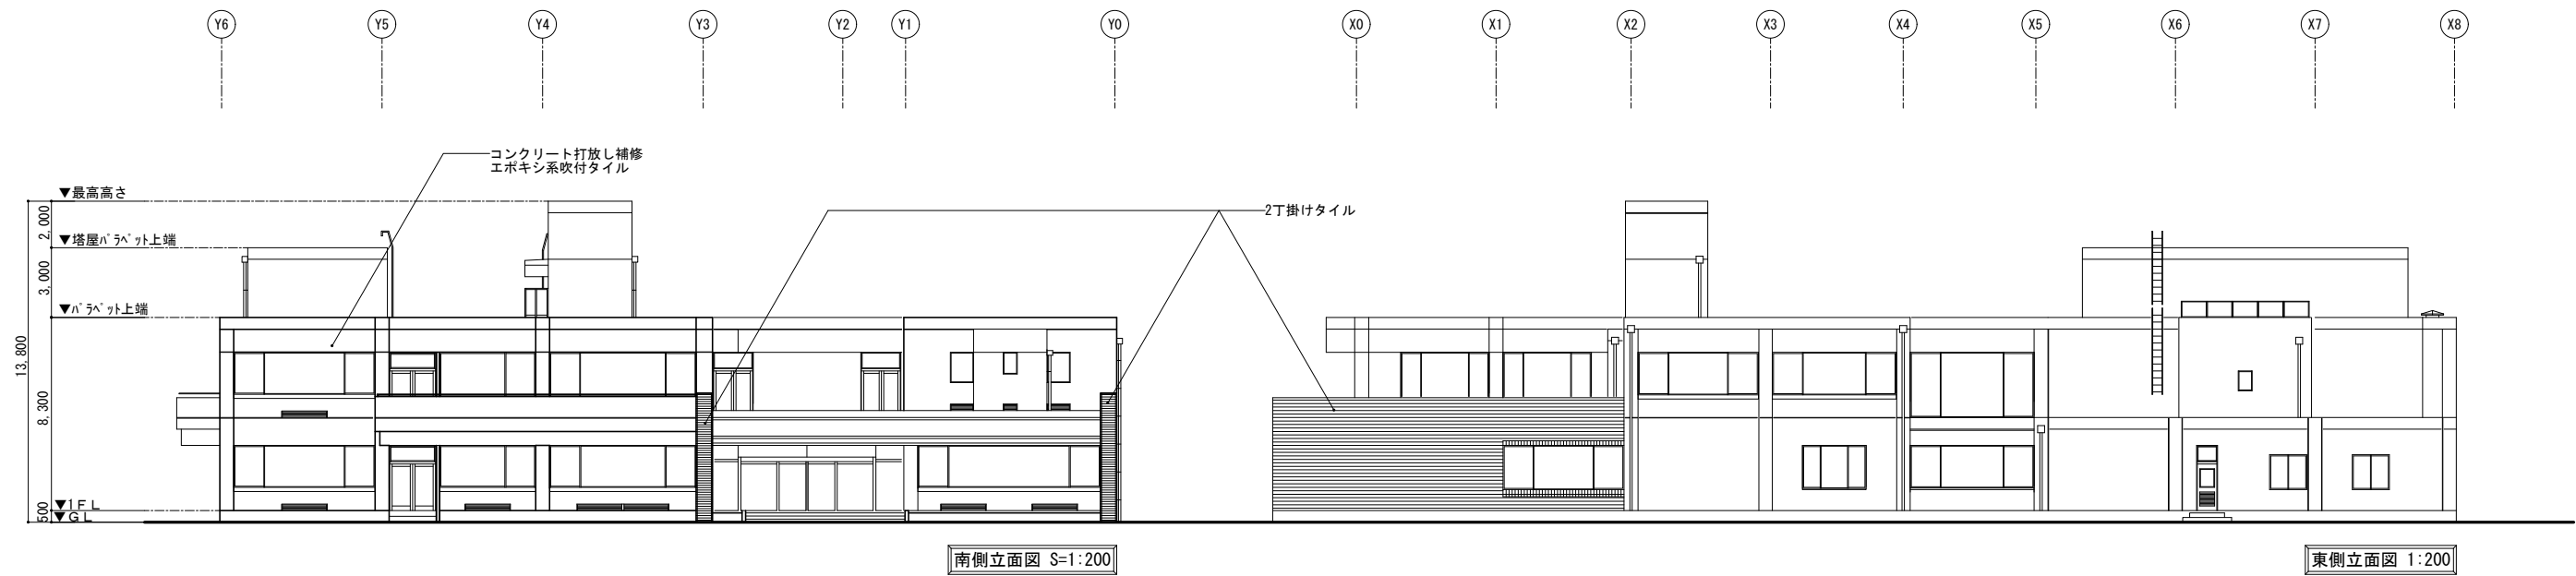 Y6 Y5 Y4 Y3 Y2 Y1 Y0 X0 X1 X2 X3 X4 X5 X6 X7 X8
コンクリート打放し補修
エポキシ系吹付タイル
▼最高高さ
2丁掛けタイル
2,000
▼塔屋パラペット上端
3,000
▼パラペット上端
13,800
8,300
▼1FL
500
▼GL
南側立面図 S=1:200
東側立面図 1:200